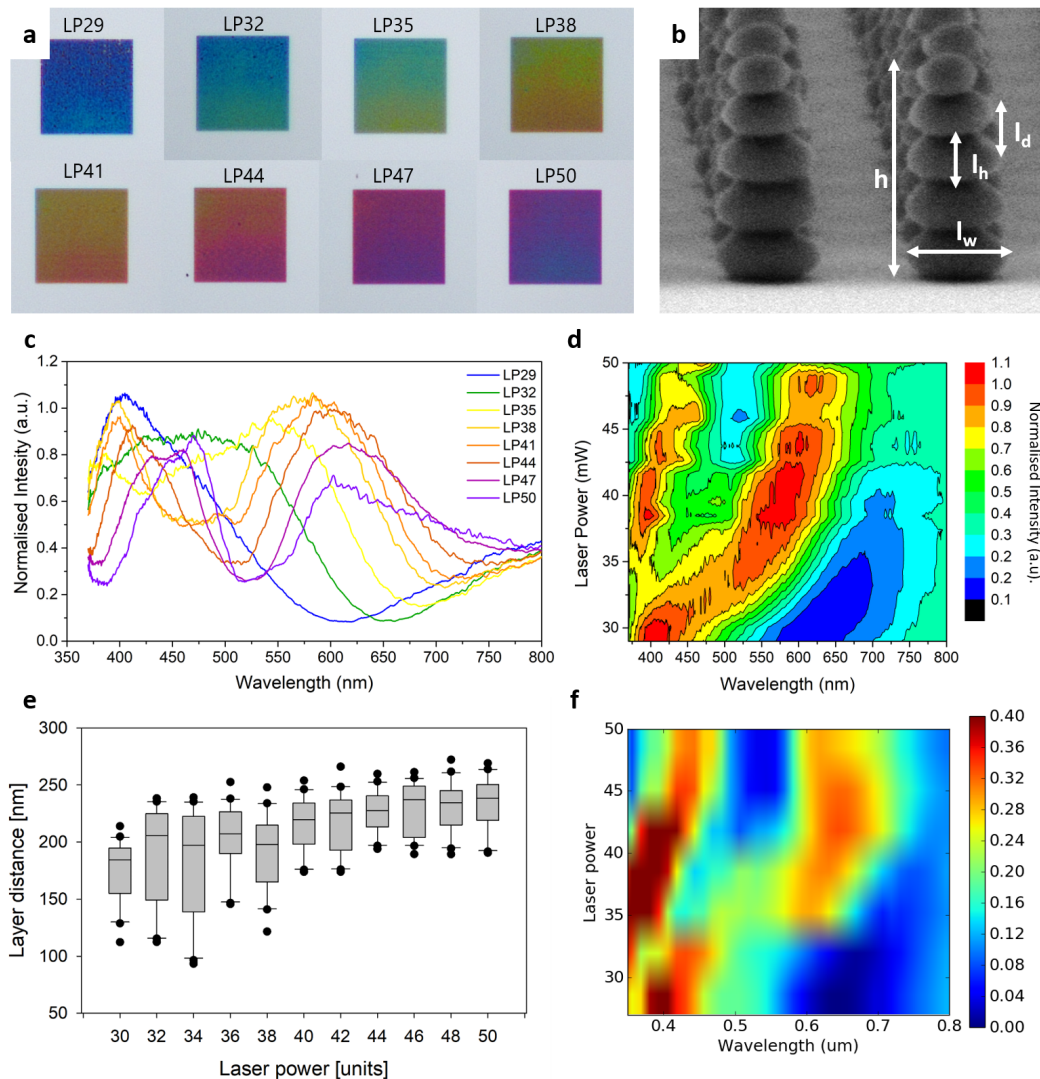 a
LP29
LP32
LP35
LP38
LP41
LP44
LP47
LP50
b
h
l_d
l_h
l_w
c
1.2
1.0
0.8
0.6
0.4
0.2
0.0
350 400 450 500 550 600 650 700 750 800
Normalised Intesity (a.u.)
Wavelength (nm)
LP29
LP32
LP35
LP38
LP41
LP44
LP47
LP50
d
50
45
40
35
30
400 450 500 550 600 650 700 750 800
Laser Power (mW)
Wavelength (nm)
1.1
1.0
0.9
0.8
0.7
0.6
0.5
0.4
0.3
0.2
0.1
Normalised Intensity (a.u).
e
300
250
200
150
100
50
30 32 34 36 38 40 42 44 46 48 50
Layer distance [nm]
Laser power [units]
f
50
45
40
35
30
0.4 0.5 0.6 0.7 0.8
Laser power
Wavelength (um)
0.40
0.36
0.32
0.28
0.24
0.20
0.16
0.12
0.08
0.04
0.00